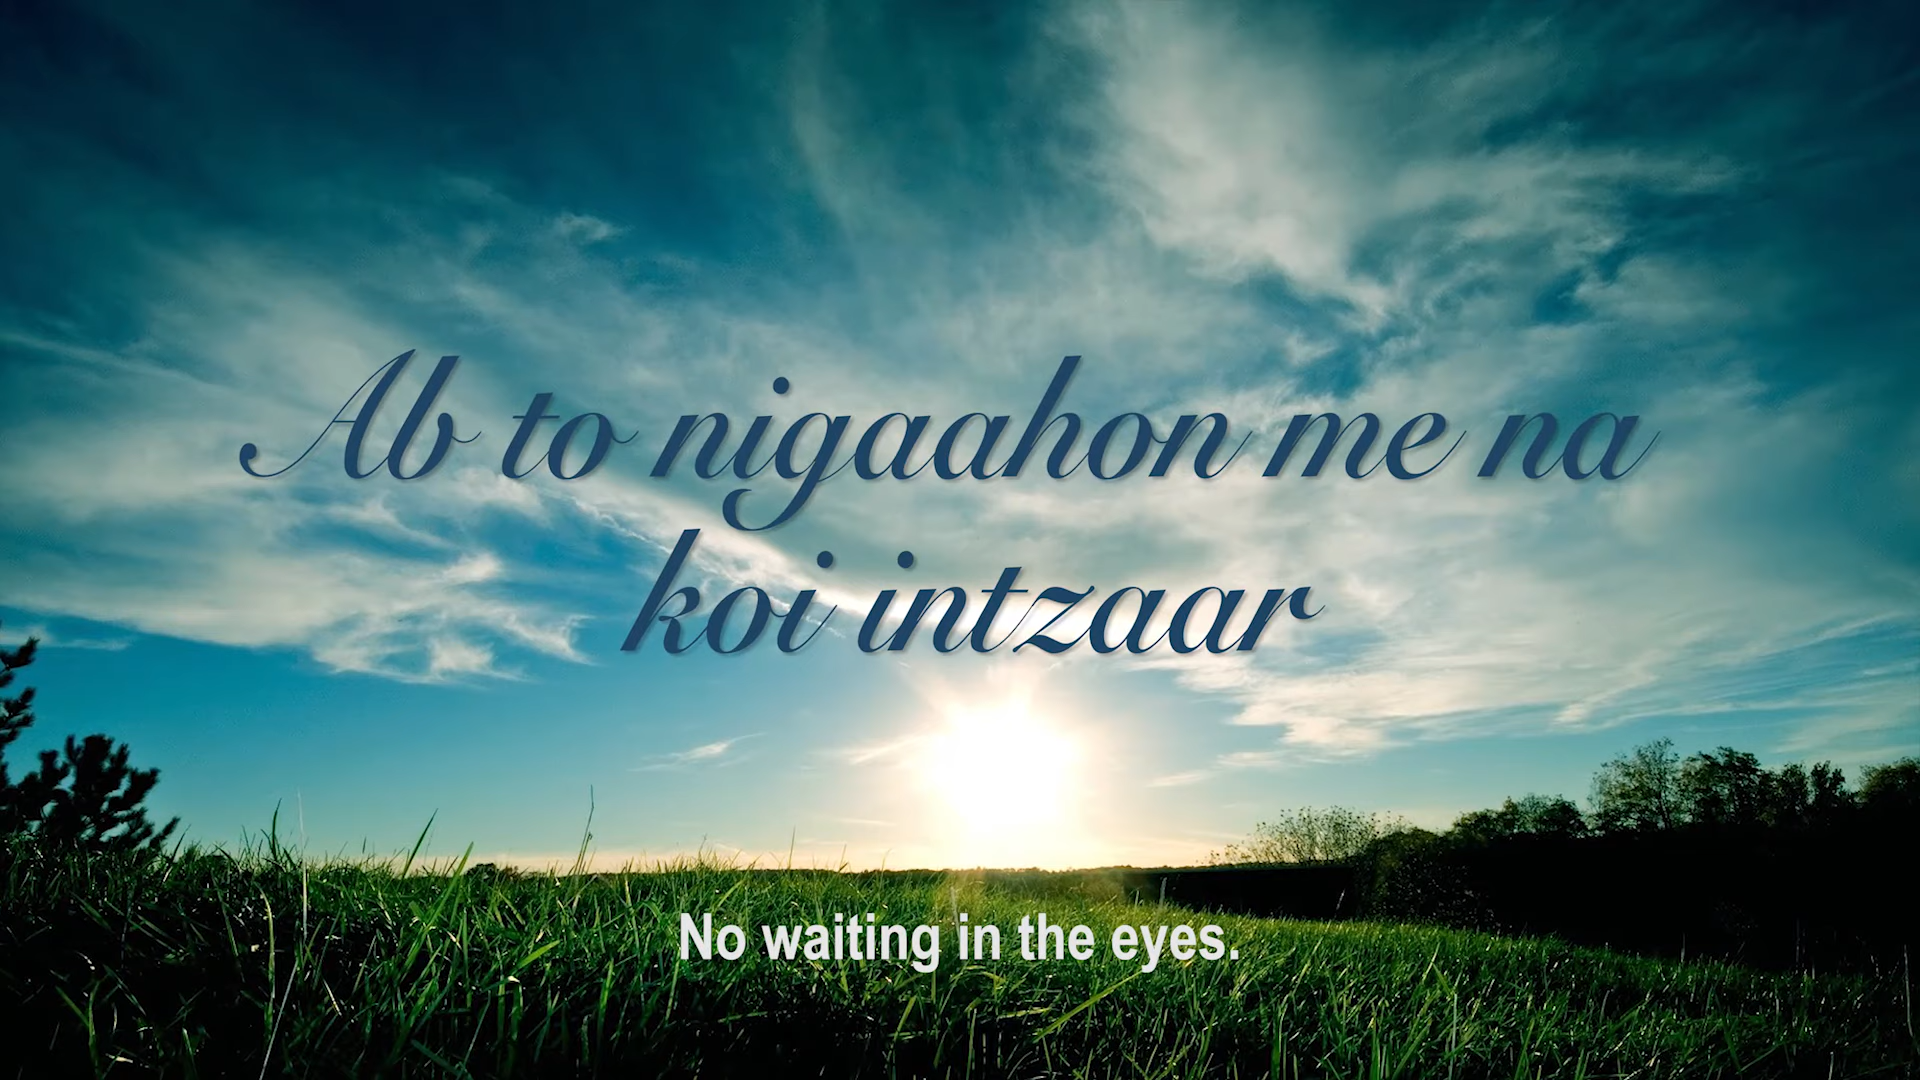 Ab to nigaahon me na
koi intzaar
No waiting in the eyes.